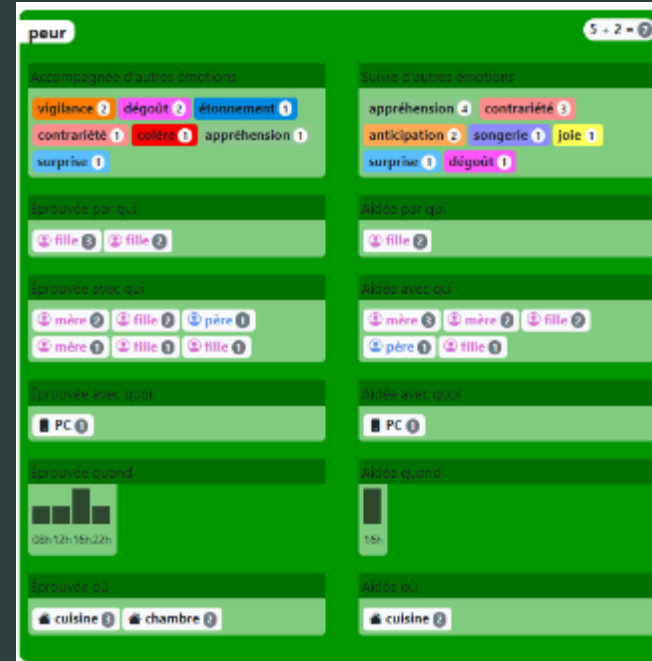 peur
5 + 2 = 7
Accompagnée d'autres émotions
vigilance 2 dégoût 2 étonnement 1
contrariété 1 colère 1 appréhension 1
surprise 1
Suivie d'autres émotions
appréhension 4 contrariété 3
anticipation 2 songerie 1 joie 1
surprise 1 dégoût 1
Éprouvée par qui
fille 3 fille 2
Aidée par qui
fille 2
Éprouvée avec qui
mère 2 fille 2 père 1
mère 1 fille 1 fille 1
Aidée avec qui
mère 3 mère 2 fille 2
père 1 fille 1
Éprouvée avec quoi
PC 1
Aidée avec quoi
PC 1
Éprouvée quand
08h 12h 16h 22h
Aidée quand
16h
Éprouvée où
cuisine 3 chambre 2
Aidée où
cuisine 2